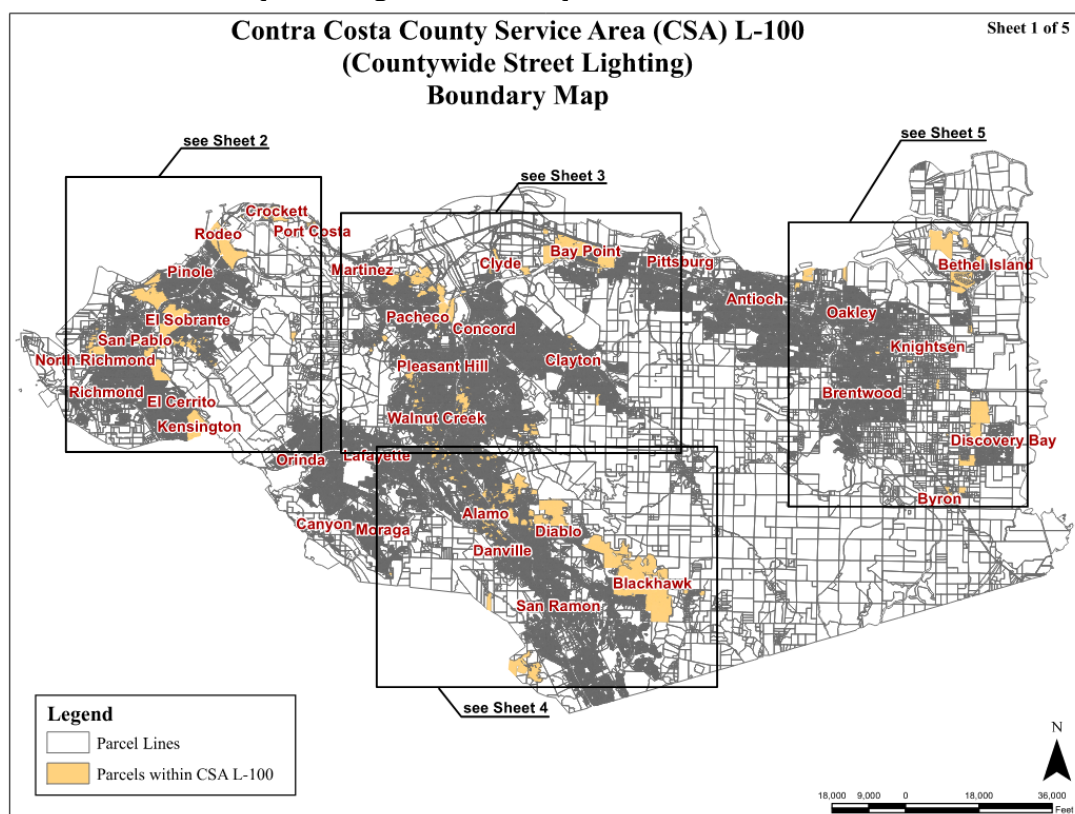 Contra Costa County Service Area (CSA) L-100
(Countywide Street Lighting)
Boundary Map
Sheet 1 of 5
see Sheet 2
see Sheet 3
see Sheet 5
Crockett
Port Costa
Rodeo
Pinole
El Sobrante
San Pablo
North Richmond
Richmond
El Cerrito
Kensington
Martinez
Clyde
Bay Point
Pittsburg
Pacheco
Concord
Pleasant Hill
Clayton
Walnut Creek
Antioch
Oakley
Bethel Island
Knightsen
Brentwood
Discovery Bay
Byron
Orinda
Lafayette
Canyon
Moraga
Alamo
Diablo
Danville
Blackhawk
San Ramon
see Sheet 4
Legend
Parcel Lines
Parcels within CSA L-100
N
18,000 9,000 0 18,000 36,000
Feet